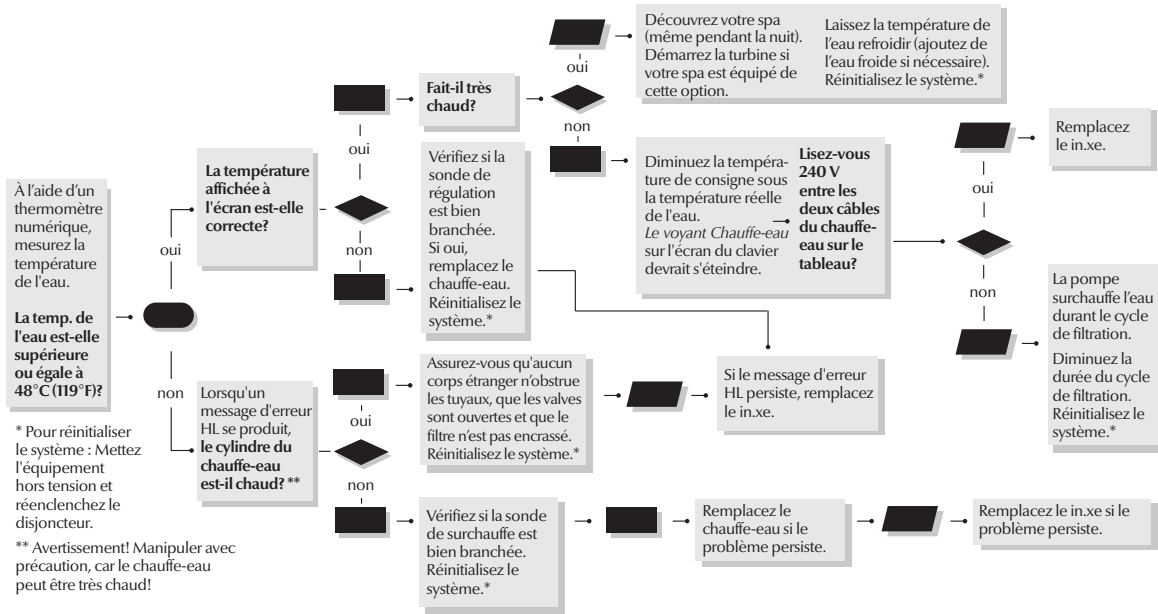 À l'aide d'un
thermomètre
numérique,
mesurez la
température
de l'eau.
La temp. de
l'eau est-elle
supérieure
ou égale à
48°C (119°F)?
oui
non
* Pour réinitialiser
le système : Mettez
l'équipement
hors tension et
réenclenchez le
disjoncteur.
** Avertissement! Manipuler avec
précaution, car le chauffe-eau
peut être très chaud!
La température
affichée à
l'écran est-elle
correcte?
oui
non
Fait-il très
chaud?
oui
non
Découvrez votre spa
(même pendant la nuit).
Démarrez la turbine si
votre spa est équipé de
cette option.
Laissez la température de
l'eau refroidir (ajoutez de
l'eau froide si nécessaire).
Réinitialisez le système.*
Vérifiez si la
sonde de
régulation
est bien
branchée.
Si oui,
remplacez le
chauffe-eau.
Réinitialisez le
système.*
Diminuez la tempéra-
ture de consigne sous
la température réelle
de l'eau.
Le voyant Chauffe-eau
sur l'écran du clavier
devrait s'éteindre.
Lisez-vous
240 V
entre les
deux câbles
du chauffe-
eau sur le
tableau?
oui
non
Remplacez
le in.xe.
La pompe
surchauffe l'eau
durant le cycle
de filtration.
Diminuez la
durée du cycle
de filtration.
Réinitialisez le
système.*
Lorsqu'un
message d'erreur
HL se produit,
le cylindre du
chauffe-eau
est-il chaud? **
oui
non
Assurez-vous qu'aucun
corps étranger n'obstrue
les tuyaux, que les valves
sont ouvertes et que le
filtre n'est pas encrassé.
Réinitialisez le système.*
Si le message d'erreur
HL persiste, remplacez
le in.xe.
Vérifiez si la sonde
de surchauffe est
bien branchée.
Réinitialisez le
système.*
Remplacez le
chauffe-eau si le
problème persiste.
Remplacez le in.xe si le
problème persiste.